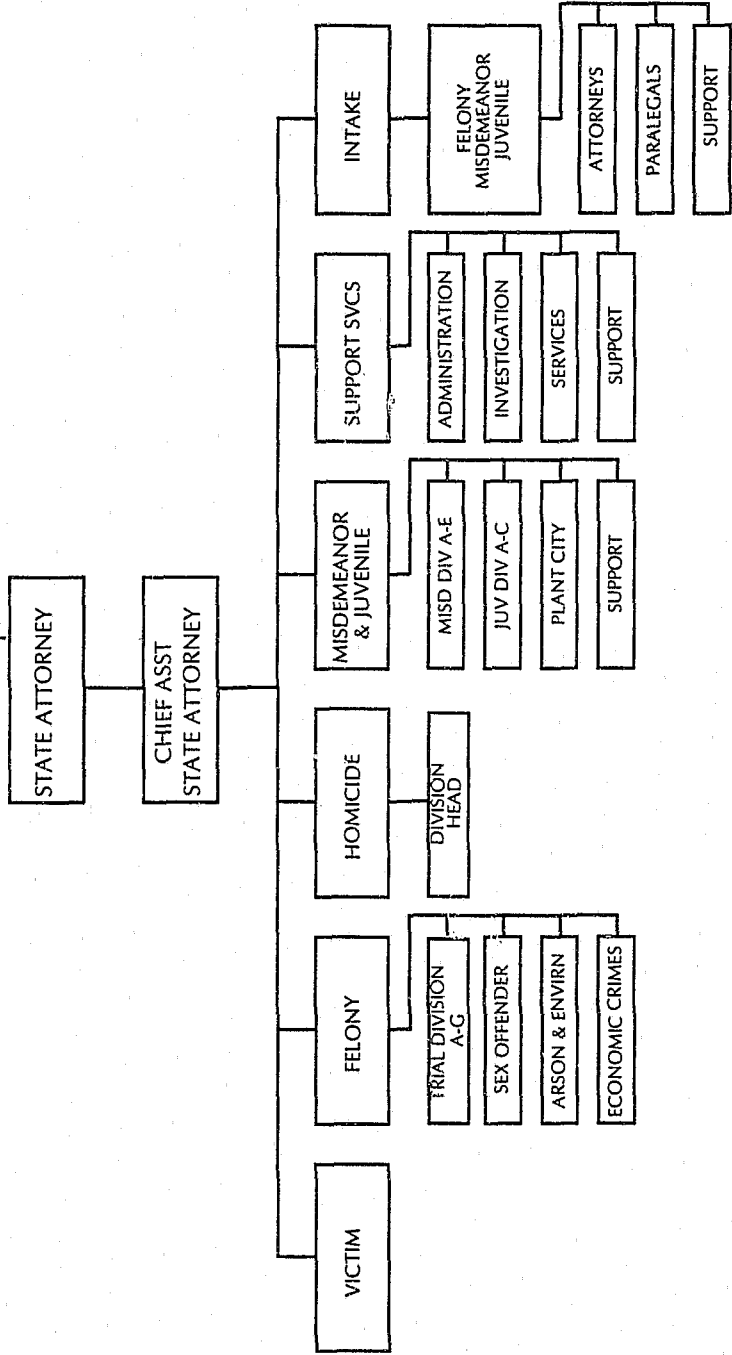 STATE ATTORNEY
CHIEF ASST
STATE ATTORNEY
VICTIM
FELONY
TRIAL DIVISION
A-G
SEX OFFENDER
ARSON & ENVIRN
ECONOMIC CRIMES
HOMICIDE
DIVISION
HEAD
MISDEMEANOR
& JUVENILE
MISD DIV A-E
JUV DIV A-C
PLANT CITY
SUPPORT
SUPPORT SVCS
ADMINISTRATION
INVESTIGATION
SERVICES
SUPPORT
INTAKE
FELONY
MISDEMEANOR
JUVENILE
ATTORNEYS
PARALEGALS
SUPPORT